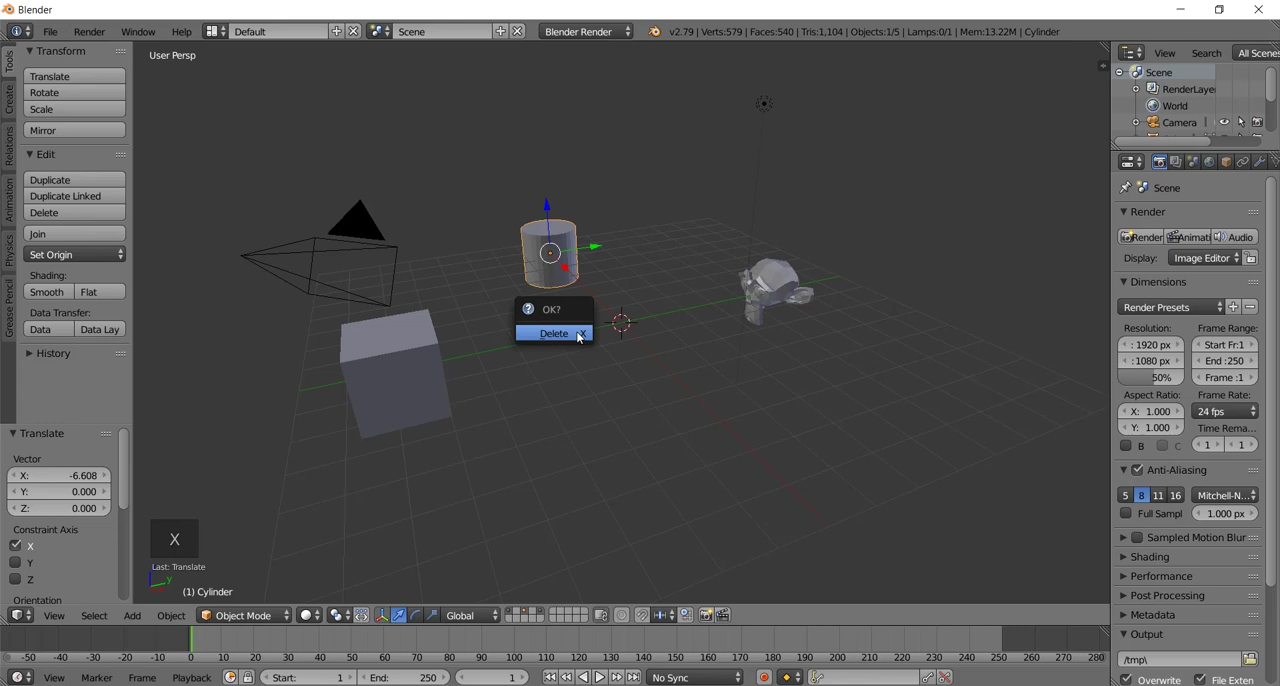 Blender
File Render Window Help Default Scene Blender Render v2.79 | Verts:579 | Faces:540 | Tris:1,104 | Objects:1/5 | Lamps:0/1 | Mem:13.22M | Cylinder
Tools
Create
Relations
Animation
Physics
Grease Pencil
Transform
Translate
Rotate
Scale
Mirror
Edit
Duplicate
Duplicate Linked
Delete
Join
Set Origin
Shading:
Smooth Flat
Data Transfer:
Data Data Lay
History
Translate
Vector
X: -6.608
Y: 0.000
Z: 0.000
Constraint Axis
X
Y
Z
Orientation
User Persp
OK?
Delete X
X
Last: Translate
y
(1) Cylinder
View Select Add Object Object Mode Global
-50 -40 -30 -20 -10 0 10 20 30 40 50 60 70 80 90 100 110 120 130 140 150 160 170 180 190 200 210 220 230 240 250 260 270 280
View Marker Frame Playback Start: 1 End: 250 1 No Sync
View Search All Scenes
Scene
RenderLaye
World
Camera
Scene
Render
Render Animati Audio
Display: Image Editor
Dimensions
Render Presets
Resolution: Frame Range:
: 1920 px Start Fr:1
:1080 px End :250
50% Frame :1
Aspect Ratio: Frame Rate:
X: 1.000 24 fps
Y: 1.000 Time Rema...
B C 1 1
Anti-Aliasing
5 8 11 16 Mitchell-N...
Full Sampl 1.000 px
Sampled Motion Blur
Shading
Performance
Post Processing
Metadata
Output
/tmp\
Overwrite File Exten